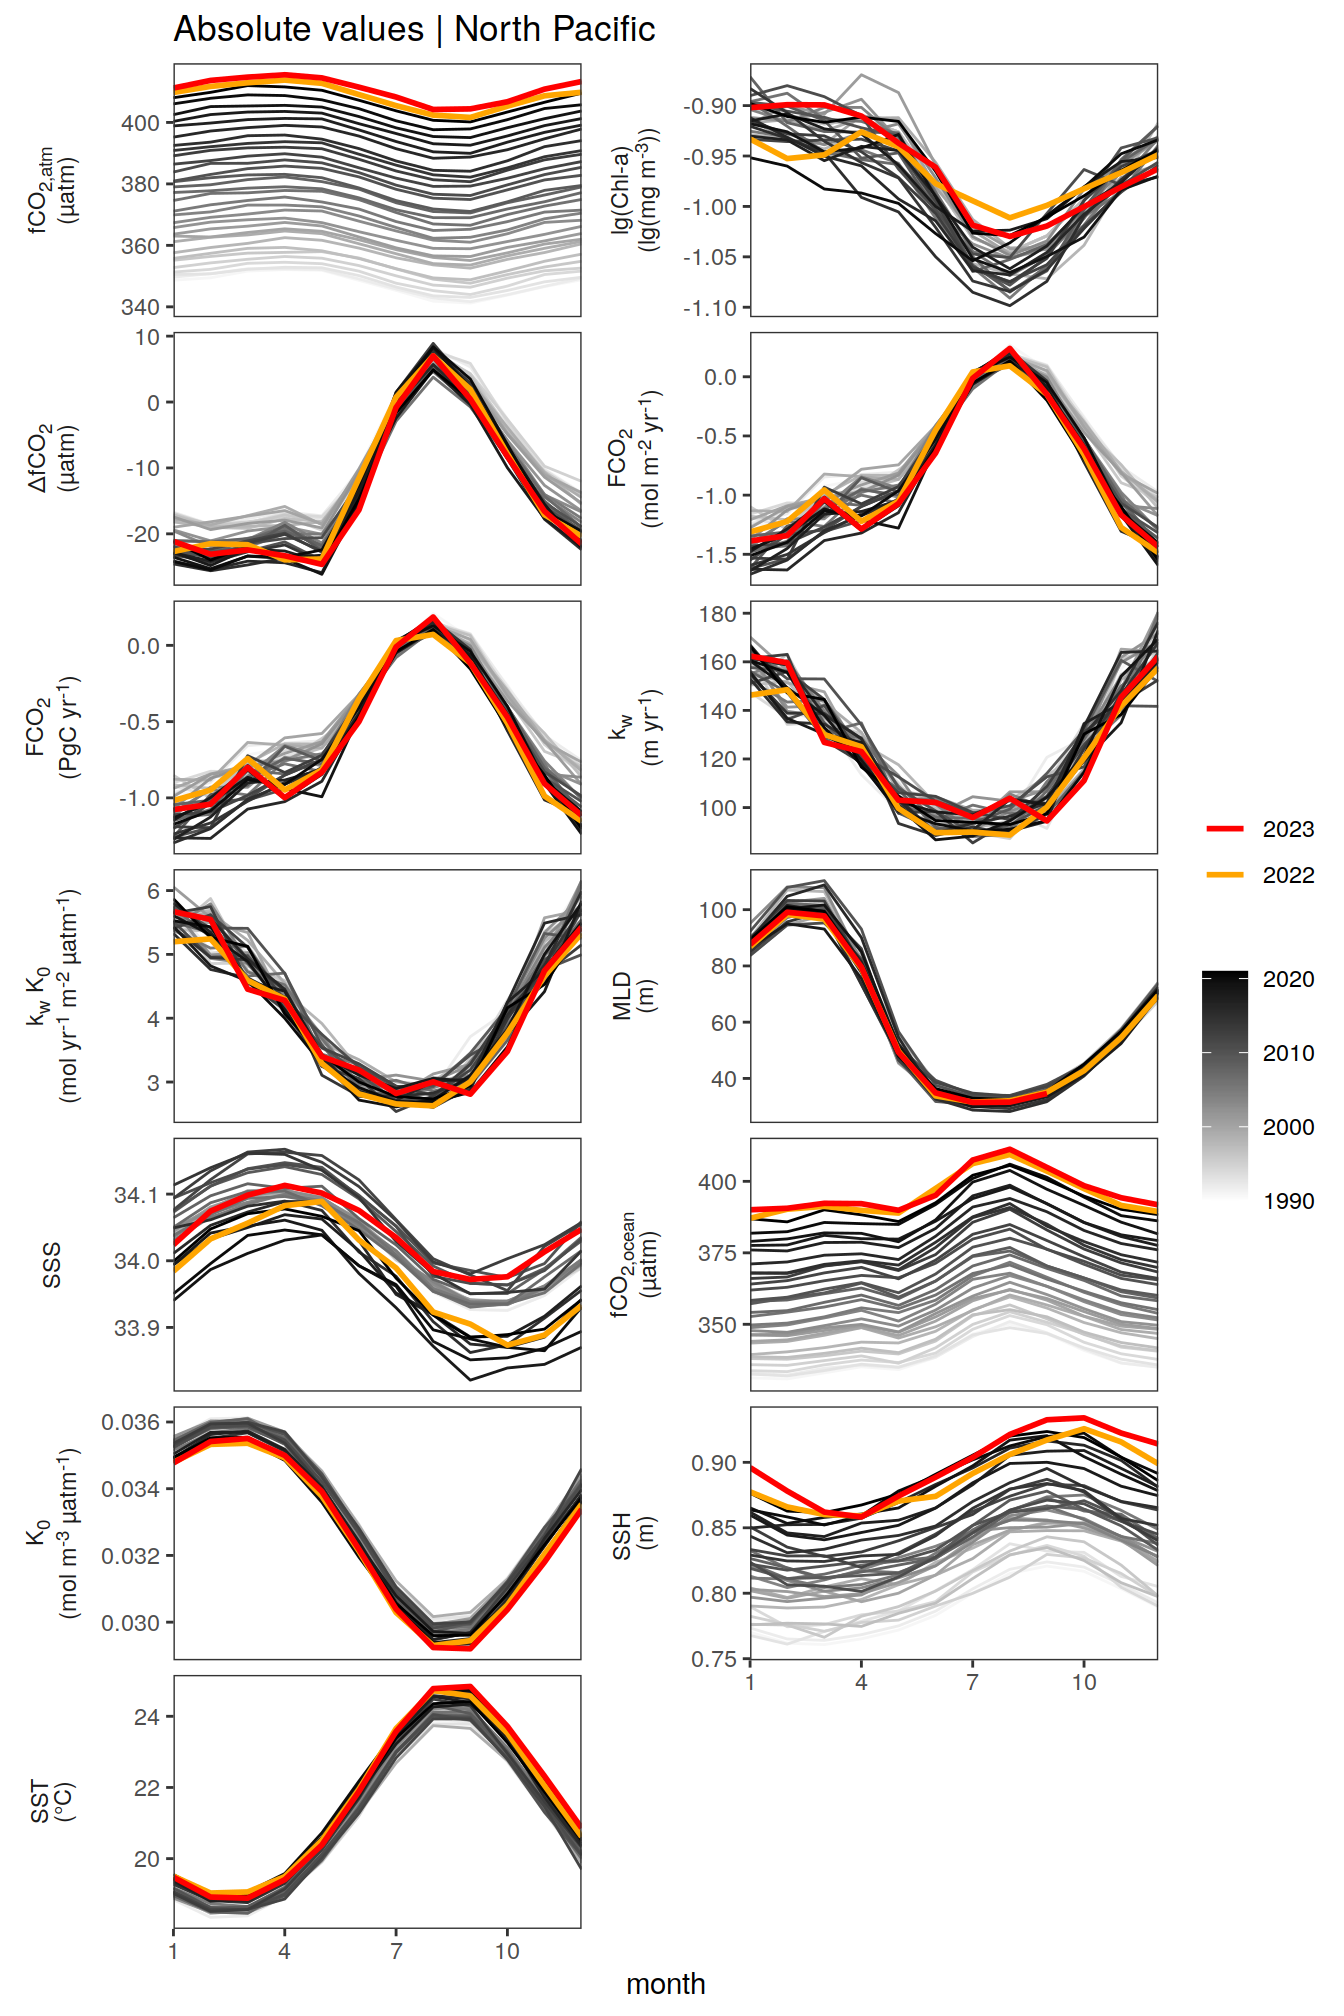 Absolute values | North Pacific
fCO2,atm
(µatm)
400
380
360
340
lg(Chl-a)
(lg(mg m-3))
-0.90
-0.95
-1.00
-1.05
-1.10
ΔfCO2
(µatm)
10
0
-10
-20
FCO2
(mol m-2 yr-1)
0.0
-0.5
-1.0
-1.5
FCO2
(PgC yr-1)
0.0
-0.5
-1.0
kw
(m yr-1)
180
160
140
120
100
kw K0
(mol yr-1 m-2 µatm-1)
6
5
4
3
MLD
(m)
100
80
60
40
SSS
34.1
34.0
33.9
fCO2,ocean
(µatm)
400
375
350
K0
(mol m-3 µatm-1)
0.036
0.034
0.032
0.030
SSH
(m)
0.90
0.85
0.80
0.75
1 4 7 10
SST
(°C)
24
22
20
1 4 7 10
month
2023
2022
2020
2010
2000
1990